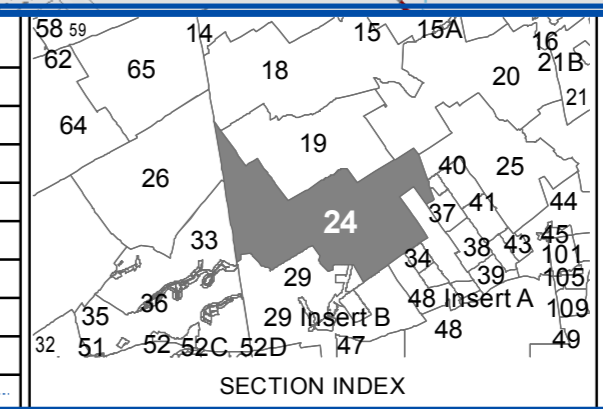 58 59 14 15 15A 16
62 65 18 20 21B
21
64 19
26 40 25
24 37 41 44
33 34 38 43 45
101
29 39 105
36 48 Insert A 109
35 29 Insert B 48
32 51 52 52C 52D 47 49
SECTION INDEX